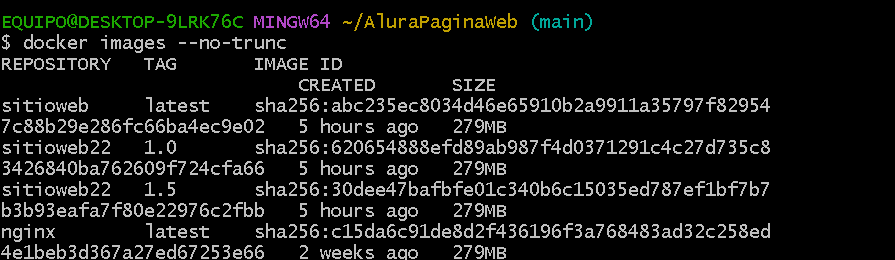 EQUIPO@DESKTOP-9LRK76C MINGW64 ~/AluraPaginaWeb (main)
$ docker images --no-trunc
REPOSITORY   TAG       IMAGE ID
                            CREATED       SIZE
sitioweb     latest    sha256:abc235ec8034d46e65910b2a9911a35797f82954
7c88b29e286fc66ba4ec9e02   5 hours ago   279MB
sitioweb22   1.0       sha256:620654888efd89ab987f4d0371291c4c27d735c8
3426840ba762609f724cfa66   5 hours ago   279MB
sitioweb22   1.5       sha256:30dee47bafbfe01c340b6c15035ed787ef1bf7b7
b3b93eafa7f80e22976c2fbb   5 hours ago   279MB
nginx        latest    sha256:c15da6c91de8d2f436196f3a768483ad32c258ed
4e1beb3d367a27ed67253e66   2 weeks ago   279MB